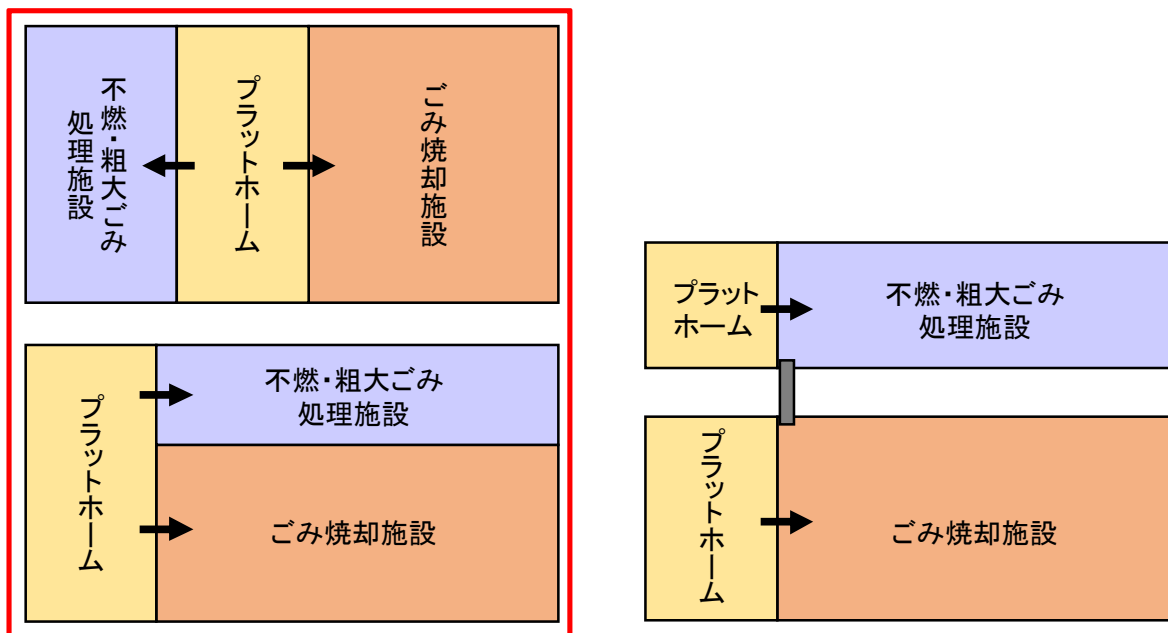 不燃・粗大ごみ
処理施設
プラットホーム
ごみ焼却施設
プラットホーム
不燃・粗大ごみ
処理施設
ごみ焼却施設
プラット
ホーム
不燃・粗大ごみ
処理施設
プラットホーム
ごみ焼却施設